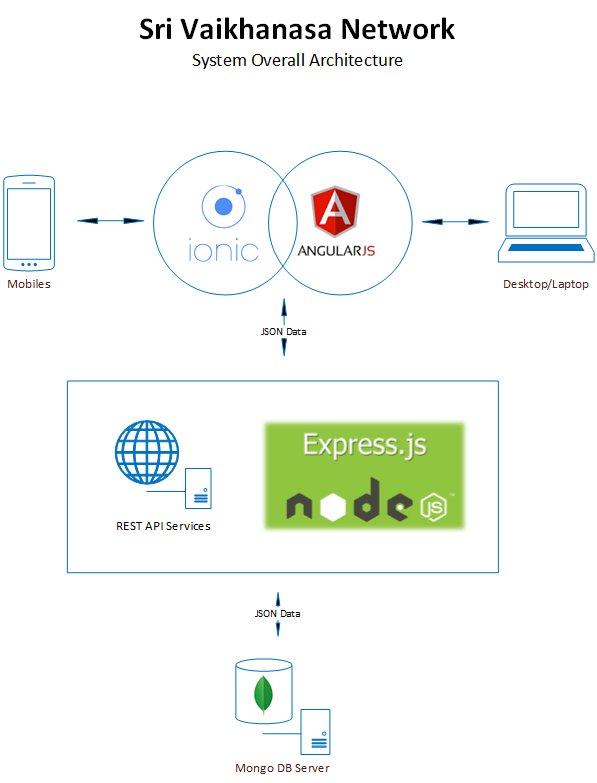 Sri Vaikhanasa Network
System Overall Architecture
ionic
ANGULARJS
Mobiles
Desktop/Laptop
JSON Data
Express.js
node
JS
™
REST API Services
JSON Data
Mongo DB Server